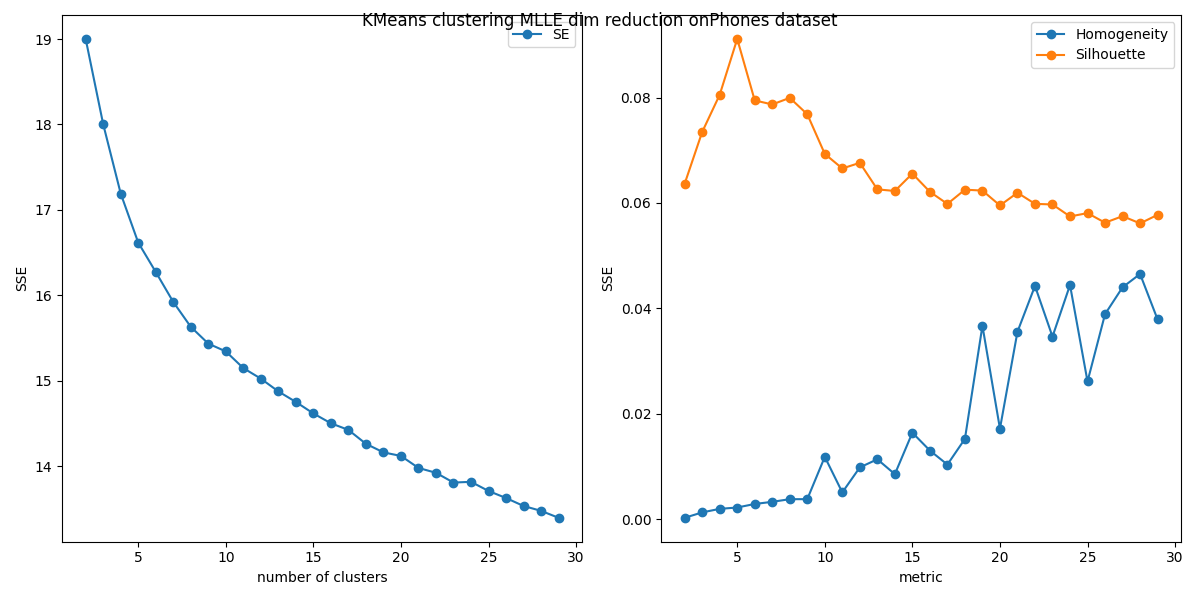 KMeans clustering MLLE dim reduction onPhones dataset
SE
19
18
17
16
15
14
SSE
5
10
15
20
25
30
number of clusters
Homogeneity
Silhouette
0.08
0.06
0.04
0.02
0.00
SSE
5
10
15
20
25
30
metric